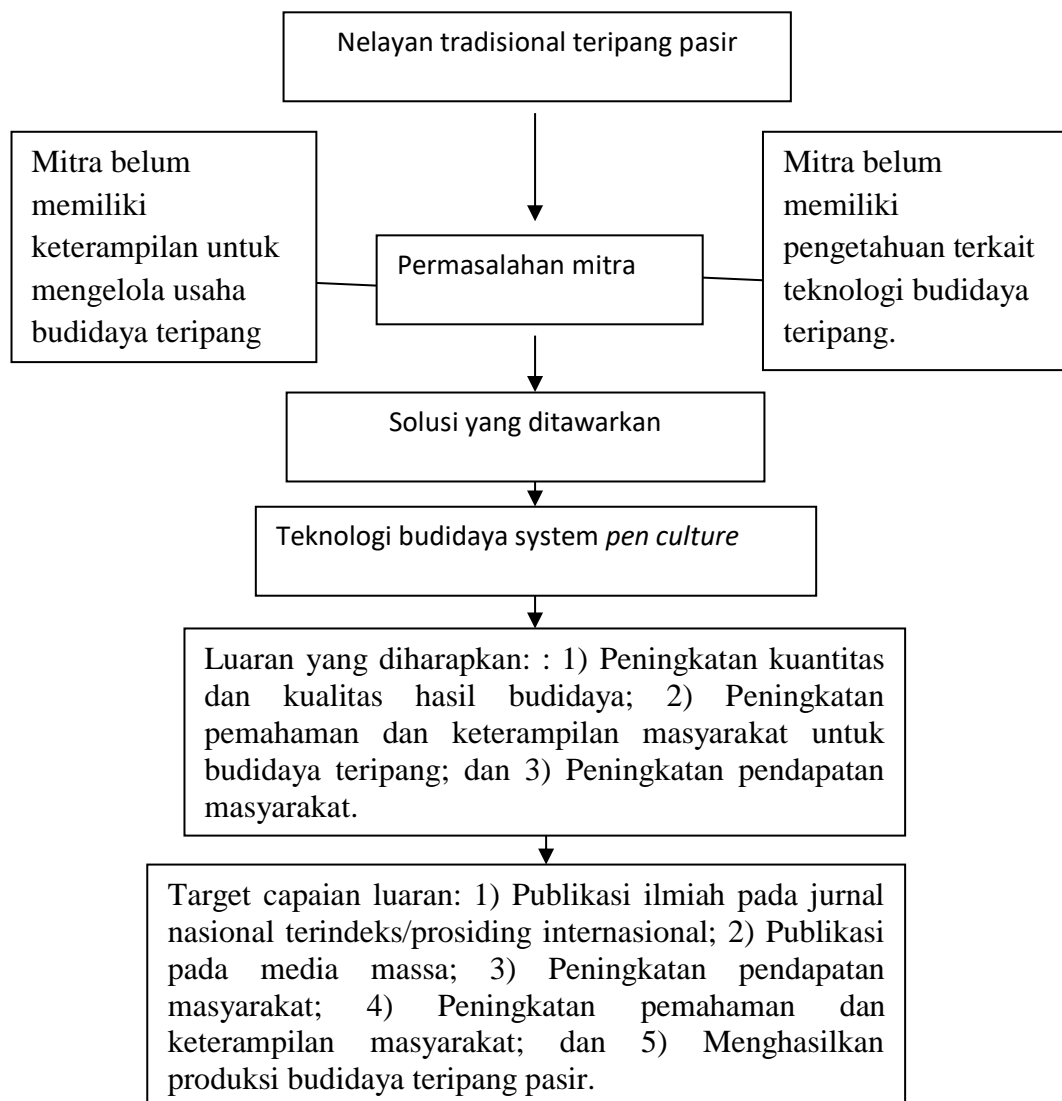 Nelayan tradisional teripang pasir
Mitra belum
memiliki
keterampilan untuk
mengelola usaha
budidaya teripang
Permasalahan mitra
Mitra belum
memiliki
pengetahuan terkait
teknologi budidaya
teripang.
Solusi yang ditawarkan
Teknologi budidaya system pen culture
Luaran yang diharapkan: : 1) Peningkatan kuantitas
dan kualitas hasil budidaya; 2) Peningkatan
pemahaman dan keterampilan masyarakat untuk
budidaya teripang; dan 3) Peningkatan pendapatan
masyarakat.
Target capaian luaran: 1) Publikasi ilmiah pada jurnal
nasional terindeks/prosiding internasional; 2) Publikasi
pada media massa; 3) Peningkatan pendapatan
masyarakat; 4) Peningkatan pemahaman dan
keterampilan masyarakat; dan 5) Menghasilkan
produksi budidaya teripang pasir.